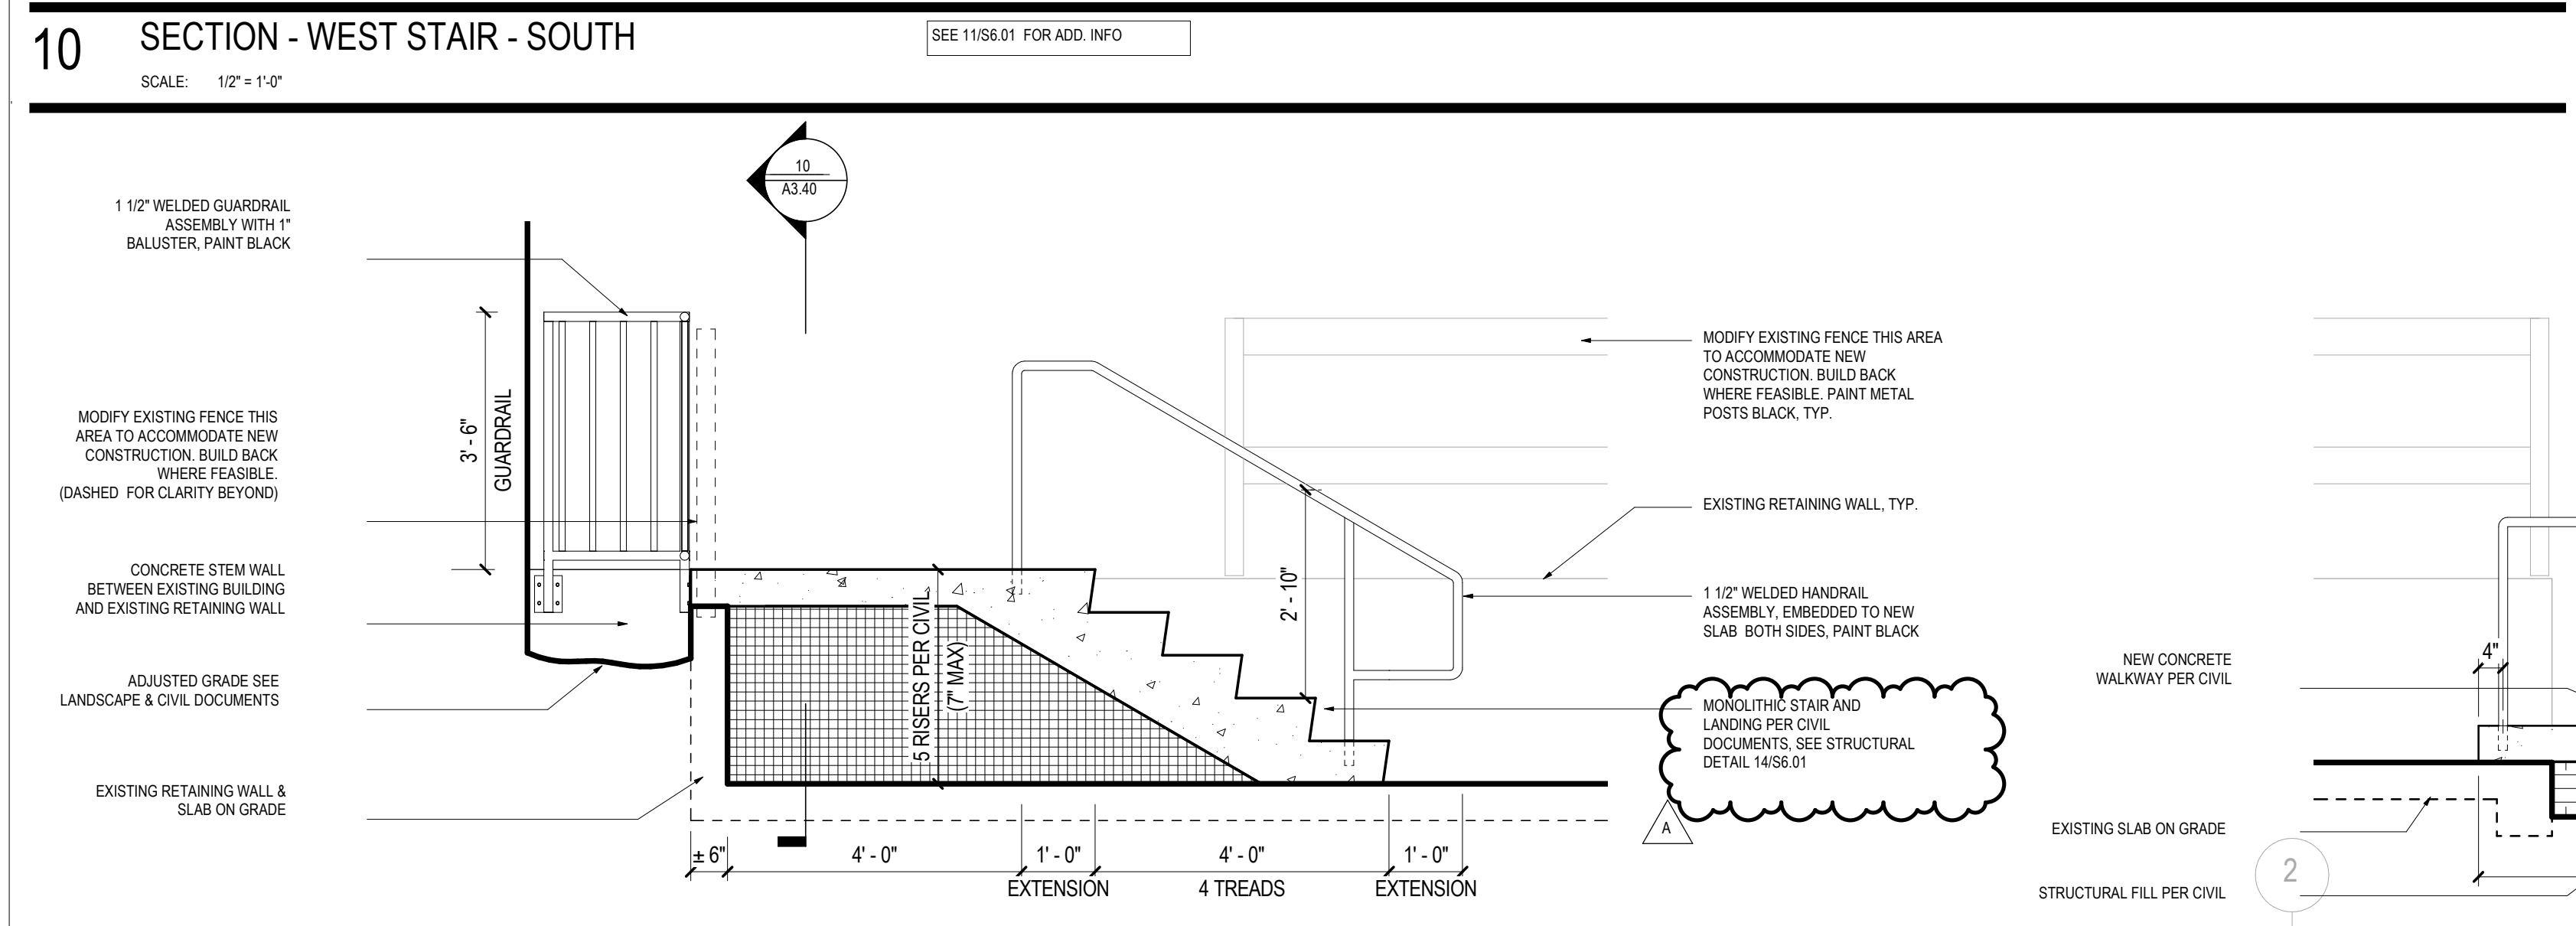 10
SECTION - WEST STAIR - SOUTH
SCALE: 1/2" = 1'-0"
SEE 11/S6.01 FOR ADD. INFO
10
A3.40
1 1/2" WELDED GUARDRAIL
ASSEMBLY WITH 1"
BALUSTER, PAINT BLACK
MODIFY EXISTING FENCE THIS
AREA TO ACCOMMODATE NEW
CONSTRUCTION. BUILD BACK
WHERE FEASIBLE.
(DASHED FOR CLARITY BEYOND)
CONCRETE STEM WALL
BETWEEN EXISTING BUILDING
AND EXISTING RETAINING WALL
ADJUSTED GRADE SEE
LANDSCAPE & CIVIL DOCUMENTS
EXISTING RETAINING WALL &
SLAB ON GRADE
3' - 6"
GUARDRAIL
5 RISERS PER CIVIL
(7" MAX)
2' - 10"
± 6"
4' - 0"
1' - 0"
EXTENSION
4' - 0"
4 TREADS
1' - 0"
EXTENSION
MODIFY EXISTING FENCE THIS AREA
TO ACCOMMODATE NEW
CONSTRUCTION. BUILD BACK
WHERE FEASIBLE. PAINT METAL
POSTS BLACK, TYP.
EXISTING RETAINING WALL, TYP.
1 1/2" WELDED HANDRAIL
ASSEMBLY, EMBEDDED TO NEW
SLAB BOTH SIDES, PAINT BLACK
MONOLITHIC STAIR AND
LANDING PER CIVIL
DOCUMENTS, SEE STRUCTURAL
DETAIL 14/S6.01
A
NEW CONCRETE
WALKWAY PER CIVIL
4"
EXISTING SLAB ON GRADE
2
STRUCTURAL FILL PER CIVIL